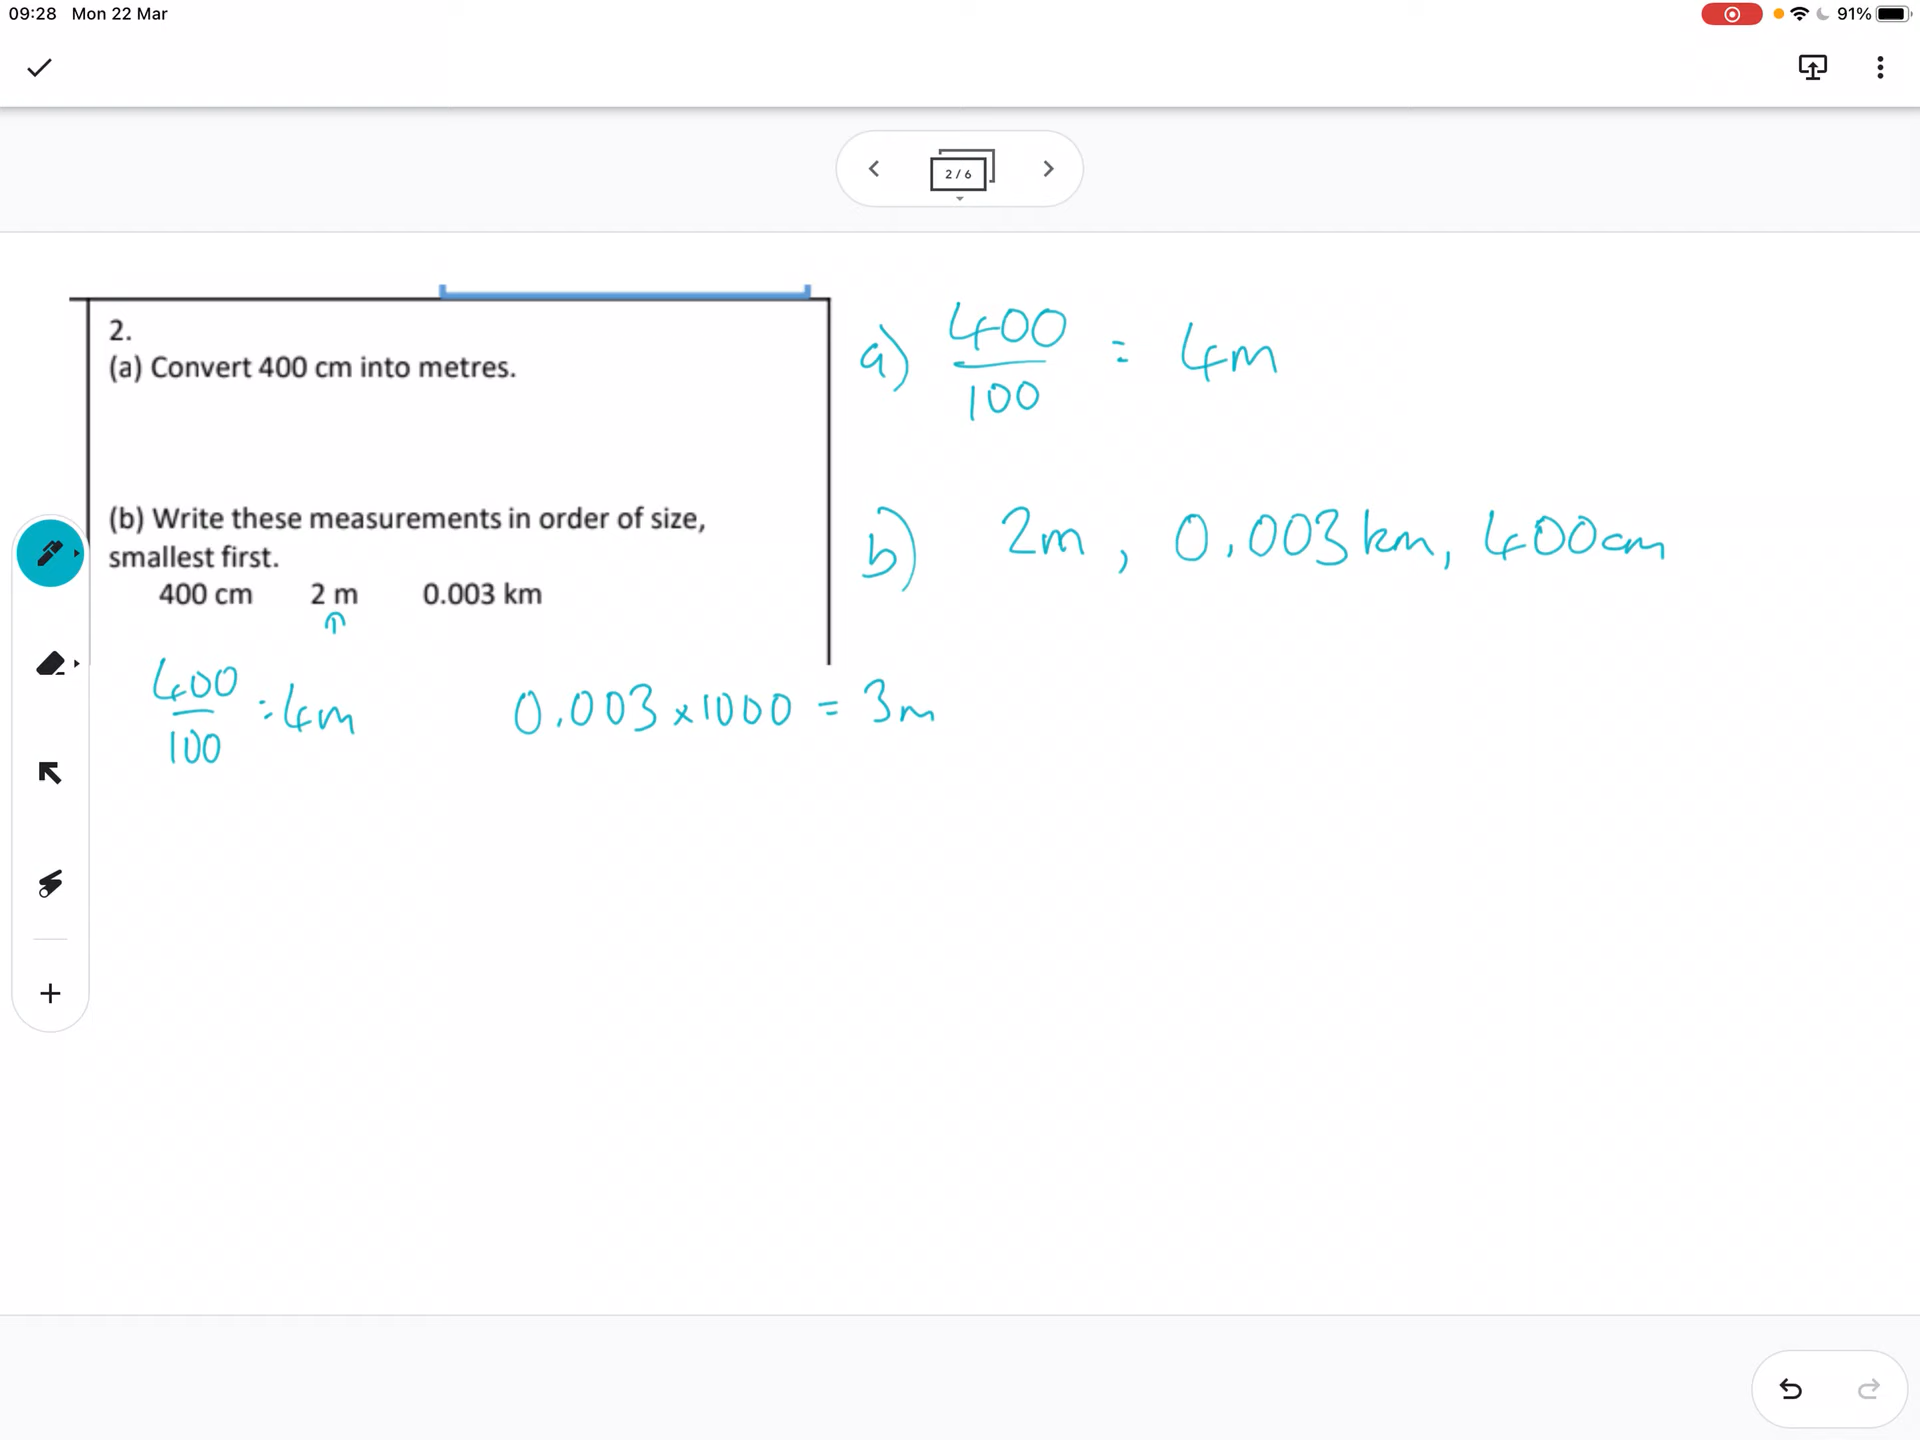 09:28 Mon 22 Mar
91%
2 / 6
2.
(a) Convert 400 cm into metres.
(b) Write these measurements in order of size,
smallest first.
400 cm 2 m 0.003 km
400/100 = 4m
0.003 x 1000 = 3m
a) 400/100 = 4m
b) 2m, 0.003km, 400cm